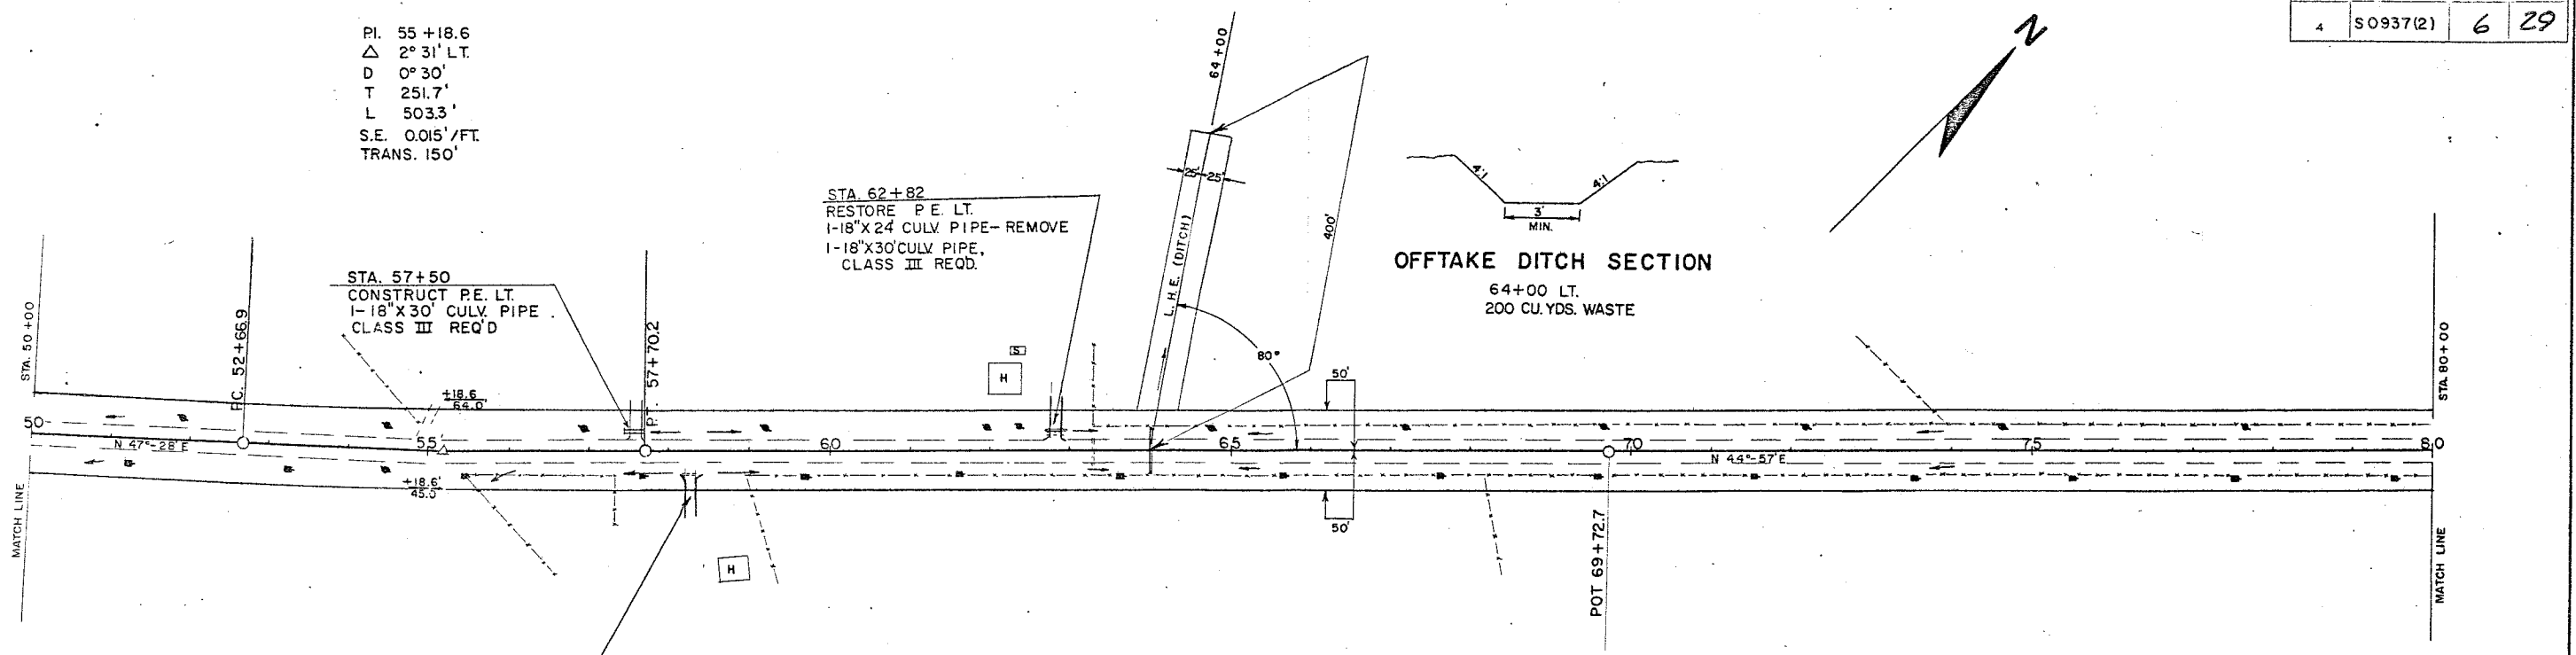 4 S0937(2) 6 29
N
P.I. 55+18.6
△ 2° 31' LT.
D 0° 30'
T 251.7'
L 503.3'
S.E. 0.015'/FT.
TRANS. 150'
64+00
25' 25'
L.H.E. (DITCH)
400'
80°
STA. 62+82
RESTORE P.E. LT.
1-18"X24' CULV. PIPE-REMOVE
1-18"X30' CULV. PIPE,
CLASS III REQ'D.
4:1
4:1
3'
MIN.
OFFTAKE DITCH SECTION
64+00 LT.
200 CU. YDS. WASTE
STA. 57+50
CONSTRUCT P.E. LT.
1-18"X30' CULV. PIPE
CLASS III REQ'D
STA. 50+00
P.C. 52+66.9
P.T. 57+70.2
S
H
STA. 80+00
+18.6
64.0'
50'
50
N 47°-28' E
55
60
65
70
N 44°-57' E
75
80
+18.6'
45.0'
50'
H
POT 69+72.7
MATCH LINE
MATCH LINE